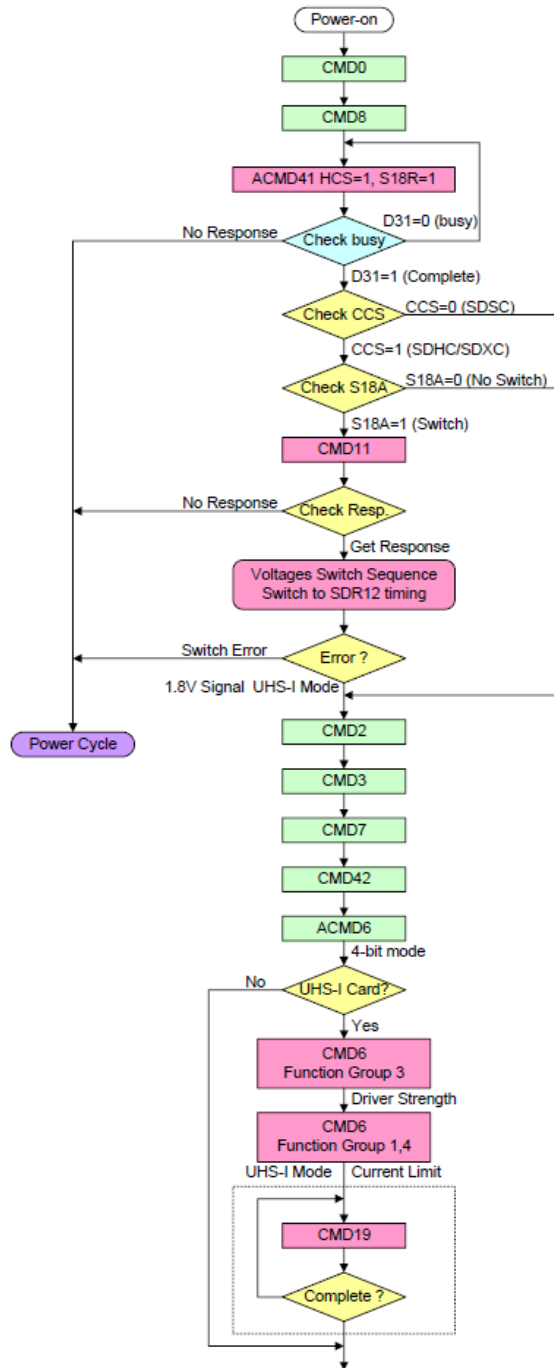 Power-on
CMD0
CMD8
ACMD41 HCS=1, S18R=1
D31=0 (busy)
No Response
Check busy
D31=1 (Complete)
CCS=0 (SDSC)
Check CCS
CCS=1 (SDHC/SDXC)
S18A=0 (No Switch)
Check S18A
S18A=1 (Switch)
CMD11
No Response
Check Resp.
Get Response
Voltages Switch Sequence
Switch to SDR12 timing
Switch Error
Error ?
1.8V Signal UHS-I Mode
CMD2
Power Cycle
CMD3
CMD7
CMD42
ACMD6
4-bit mode
No
UHS-I Card?
Yes
CMD6
Function Group 3
Driver Strength
CMD6
Function Group 1,4
UHS-I Mode
Current Limit
CMD19
Complete ?